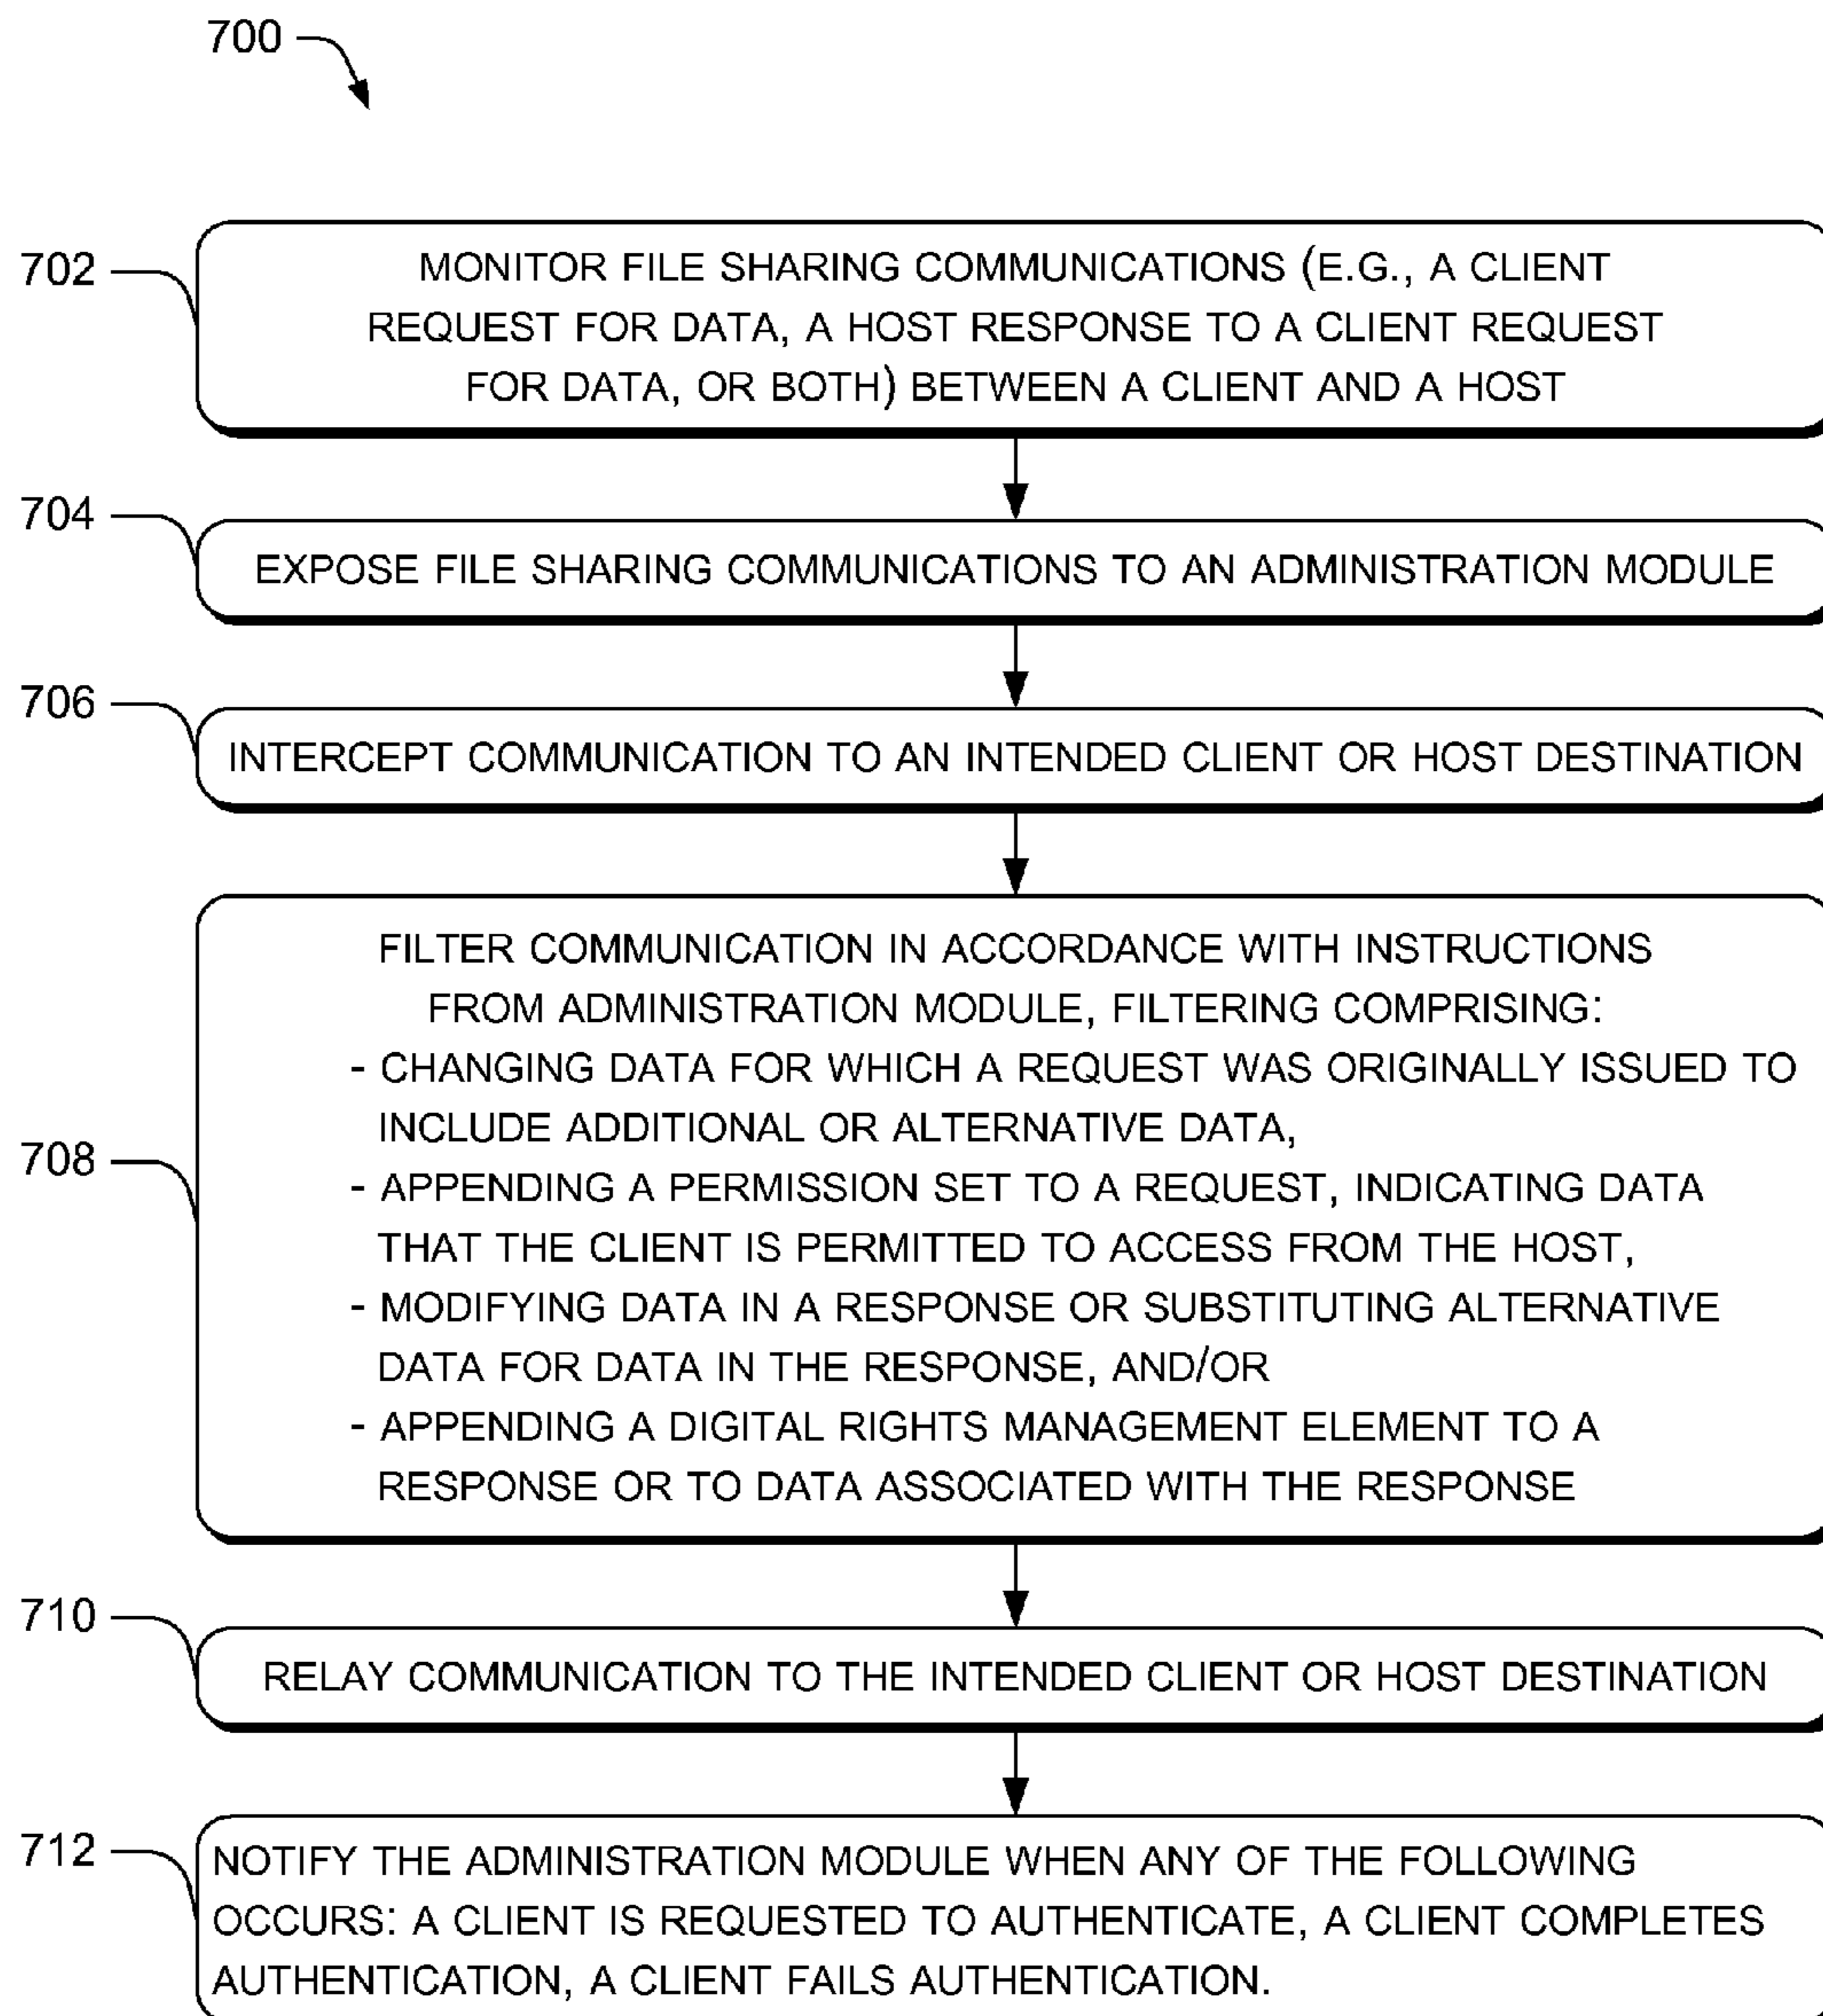 700
702
MONITOR FILE SHARING COMMUNICATIONS (E.G., A CLIENT
REQUEST FOR DATA, A HOST RESPONSE TO A CLIENT REQUEST
FOR DATA, OR BOTH) BETWEEN A CLIENT AND A HOST
704
EXPOSE FILE SHARING COMMUNICATIONS TO AN ADMINISTRATION MODULE
706
INTERCEPT COMMUNICATION TO AN INTENDED CLIENT OR HOST DESTINATION
708
FILTER COMMUNICATION IN ACCORDANCE WITH INSTRUCTIONS
FROM ADMINISTRATION MODULE, FILTERING COMPRISING:
- CHANGING DATA FOR WHICH A REQUEST WAS ORIGINALLY ISSUED TO
INCLUDE ADDITIONAL OR ALTERNATIVE DATA,
- APPENDING A PERMISSION SET TO A REQUEST, INDICATING DATA
THAT THE CLIENT IS PERMITTED TO ACCESS FROM THE HOST,
- MODIFYING DATA IN A RESPONSE OR SUBSTITUTING ALTERNATIVE
DATA FOR DATA IN THE RESPONSE, AND/OR
- APPENDING A DIGITAL RIGHTS MANAGEMENT ELEMENT TO A
RESPONSE OR TO DATA ASSOCIATED WITH THE RESPONSE
710
RELAY COMMUNICATION TO THE INTENDED CLIENT OR HOST DESTINATION
712
NOTIFY THE ADMINISTRATION MODULE WHEN ANY OF THE FOLLOWING
OCCURS: A CLIENT IS REQUESTED TO AUTHENTICATE, A CLIENT COMPLETES
AUTHENTICATION, A CLIENT FAILS AUTHENTICATION.